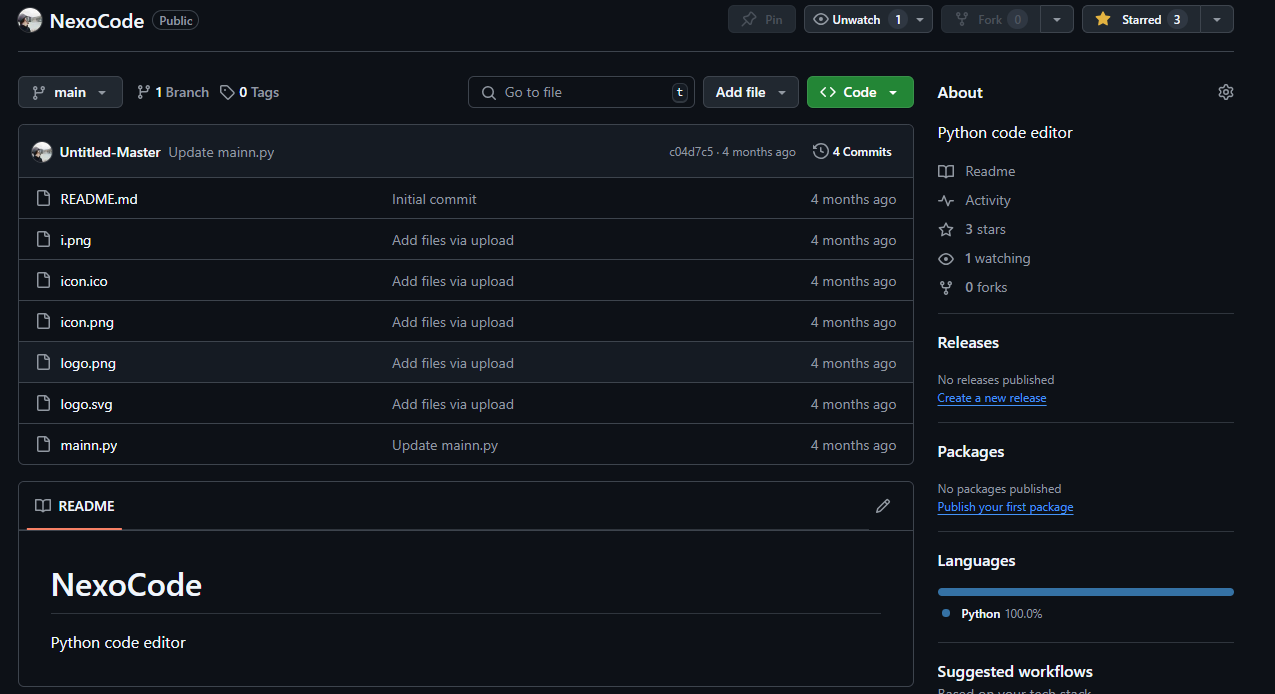 NexoCode Public
Pin Unwatch 1 Fork 0 Starred 3
main 1 Branch 0 Tags Go to file t Add file Code
Untitled-Master Update mainn.py c04d7c5 · 4 months ago 4 Commits
README.md Initial commit 4 months ago
i.png Add files via upload 4 months ago
icon.ico Add files via upload 4 months ago
icon.png Add files via upload 4 months ago
logo.png Add files via upload 4 months ago
logo.svg Add files via upload 4 months ago
mainn.py Update mainn.py 4 months ago
README
NexoCode
Python code editor
About
Python code editor
Readme
Activity
3 stars
1 watching
0 forks
Releases
No releases published
Create a new release
Packages
No packages published
Publish your first package
Languages
Python 100.0%
Suggested workflows
Based on your tech stack